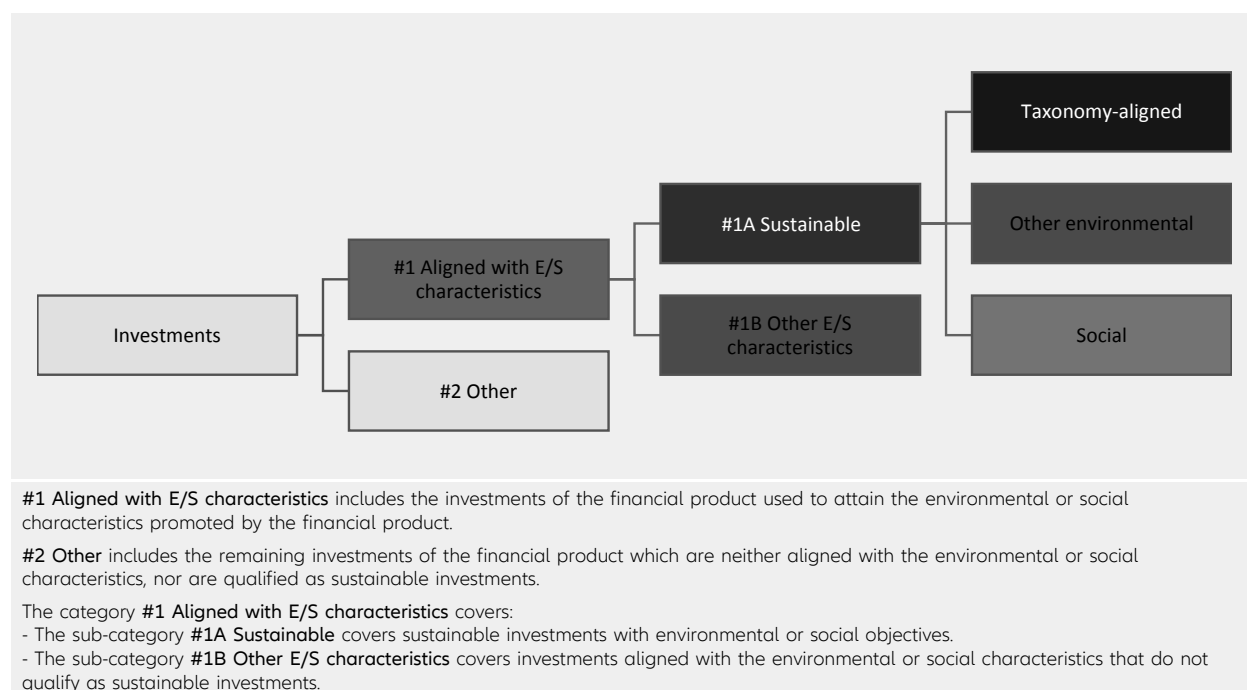 Taxonomy-aligned
#1A Sustainable
Other environmental
#1 Aligned with E/S
characteristics
Investments
#1B Other E/S
characteristics
Social
#2 Other
#1 Aligned with E/S characteristics includes the investments of the financial product used to attain the environmental or social
characteristics promoted by the financial product.
#2 Other includes the remaining investments of the financial product which are neither aligned with the environmental or social
characteristics, nor are qualified as sustainable investments.
The category #1 Aligned with E/S characteristics covers:
- The sub-category #1A Sustainable covers sustainable investments with environmental or social objectives.
- The sub-category #1B Other E/S characteristics covers investments aligned with the environmental or social characteristics that do not
qualify as sustainable investments.